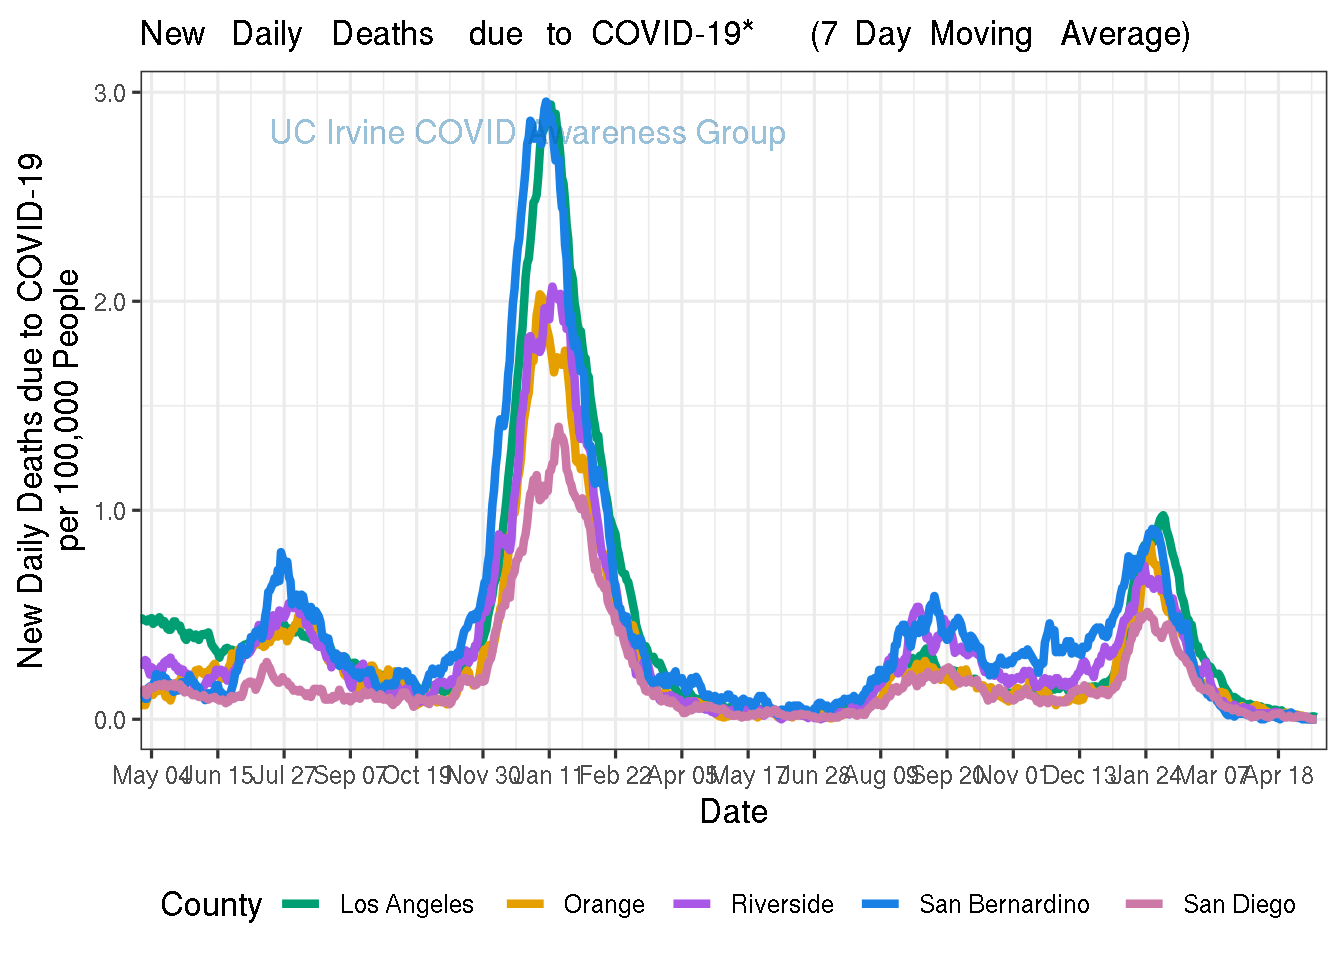 New Daily Deaths due to COVID-19* (7 Day Moving Average)
UC Irvine COVID Awareness Group
New Daily Deaths due to COVID-19
per 100,000 People
3.0
2.0
1.0
0.0
May 04 Jun 15 Jul 27 Sep 07 Oct 19 Nov 30 Jan 11 Feb 22 Apr 05 May 17 Jun 28 Aug 09 Sep 20 Nov 01 Dec 13 Jan 24 Mar 07 Apr 18
Date
County Los Angeles Orange Riverside San Bernardino San Diego